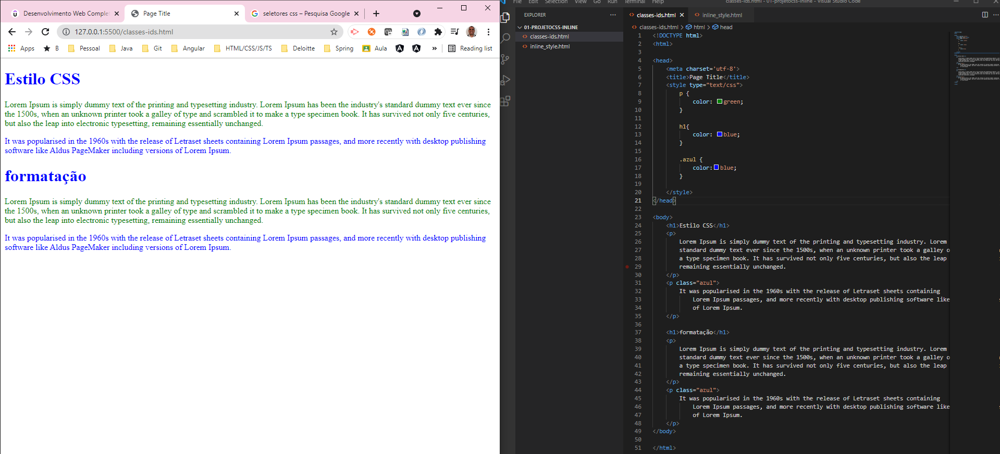 Desenvolvimento Web Comple
Page Title
seletores css – Pesquisa Google
127.0.0.1:5500/classes-ids.html
Apps
B
Pessoal
Java
Git
Angular
HTML/CSS/JS/TS
Deloitte
Spring
Aula
»
Reading list
Estilo CSS
Lorem Ipsum is simply dummy text of the printing and typesetting industry. Lorem Ipsum has been the industry's standard dummy text ever since
the 1500s, when an unknown printer took a galley of type and scrambled it to make a type specimen book. It has survived not only five centuries,
but also the leap into electronic typesetting, remaining essentially unchanged.
It was popularised in the 1960s with the release of Letraset sheets containing Lorem Ipsum passages, and more recently with desktop publishing
software like Aldus PageMaker including versions of Lorem Ipsum.
formatação
Lorem Ipsum is simply dummy text of the printing and typesetting industry. Lorem Ipsum has been the industry's standard dummy text ever since
the 1500s, when an unknown printer took a galley of type and scrambled it to make a type specimen book. It has survived not only five centuries,
but also the leap into electronic typesetting, remaining essentially unchanged.
It was popularised in the 1960s with the release of Letraset sheets containing Lorem Ipsum passages, and more recently with desktop publishing
software like Aldus PageMaker including versions of Lorem Ipsum.
File Edit Selection View Go Run Terminal Help
classes-ids.html - 01-projetocss-inline - Visual Studio Code
EXPLORER
01-PROJETOCSS-INLINE
classes-ids.html
inline_style.html
classes-ids.html
inline_style.html
classes-ids.html > html > head
1 <!DOCTYPE html>
2 <html>
3
4 <head>
5 <meta charset='utf-8'>
6 <title>Page Title</title>
7 <style type="text/css">
8 p {
9 color: green;
10 }
11
12 h1{
13 color: blue;
14 }
15
16 .azul {
17 color: blue;
18 }
19
20 </style>
21 </head>
22
23 <body>
24 <h1>Estilo CSS</h1>
25 <p>
26 Lorem Ipsum is simply dummy text of the printing and typesetting industry. Lorem
27 standard dummy text ever since the 1500s, when an unknown printer took a galley o
28 a type specimen book. It has survived not only five centuries, but also the leap
29 remaining essentially unchanged.
30 </p>
31 <p class="azul">
32 It was popularised in the 1960s with the release of Letraset sheets containing
33 Lorem Ipsum passages, and more recently with desktop publishing software like
34 of Lorem Ipsum.
35 </p>
36
37 <h1>formatação</h1>
38 <p>
39 Lorem Ipsum is simply dummy text of the printing and typesetting industry. Lorem
40 standard dummy text ever since the 1500s, when an unknown printer took a galley o
41 a type specimen book. It has survived not only five centuries, but also the leap
42 remaining essentially unchanged.
43 </p>
44 <p class="azul">
45 It was popularised in the 1960s with the release of Letraset sheets containing
46 Lorem Ipsum passages, and more recently with desktop publishing software like
47 of Lorem Ipsum.
48 </p>
49 </body>
50
51 </html>